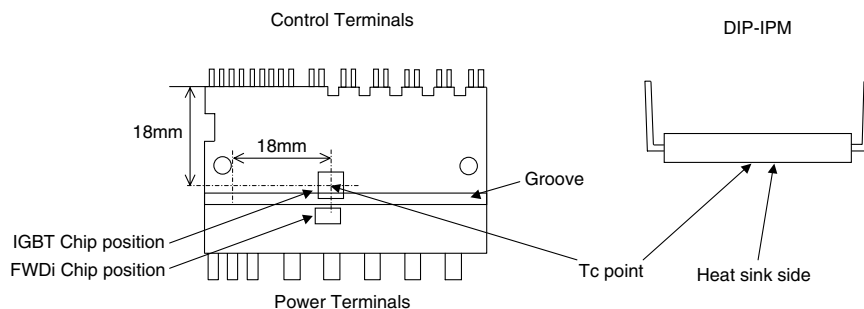 Control Terminals
DIP-IPM
18mm
18mm
Groove
IGBT Chip position
FWDi Chip position
Tc point
Heat sink side
Power Terminals